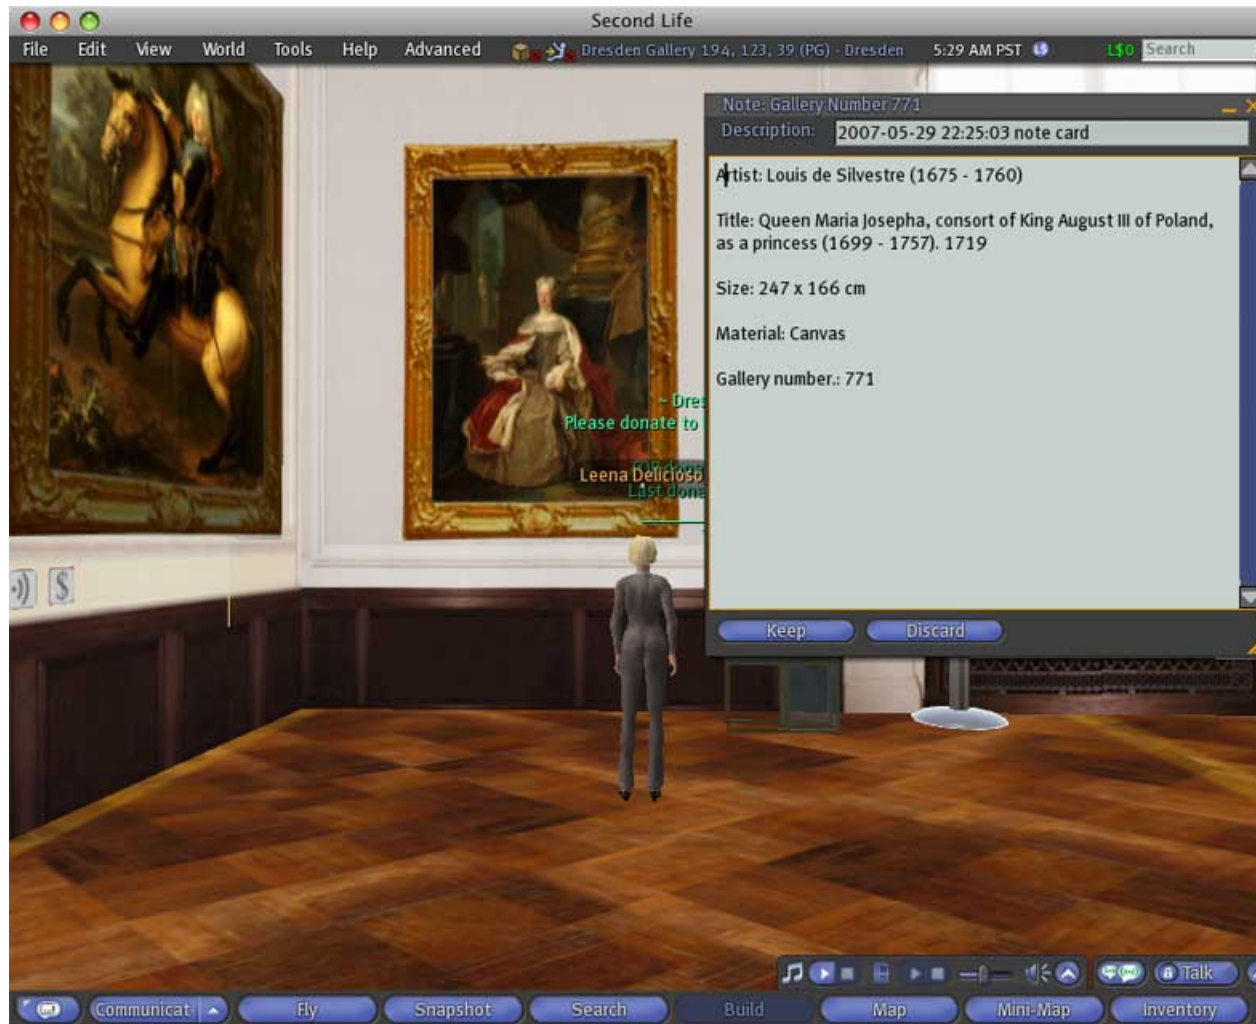 Second Life
File Edit View World Tools Help Advanced Dresden Gallery 194, 123, 39 (PG) - Dresden 5:29 AM PST L$0 Search
Note: Gallery Number 771
Description: 2007-05-29 22:25:03 note card
Artist: Louis de Silvestre (1675 - 1760)
Title: Queen Maria Josepha, consort of King August III of Poland,
as a princess (1699 - 1757). 1719
Size: 247 x 166 cm
Material: Canvas
Gallery number.: 771
~ Dres
Please donate to
Leena Delicioso
Last dona
$
Keep Discard
Talk
Communicat Fly Snapshot Search Build Map Mini-Map Inventory